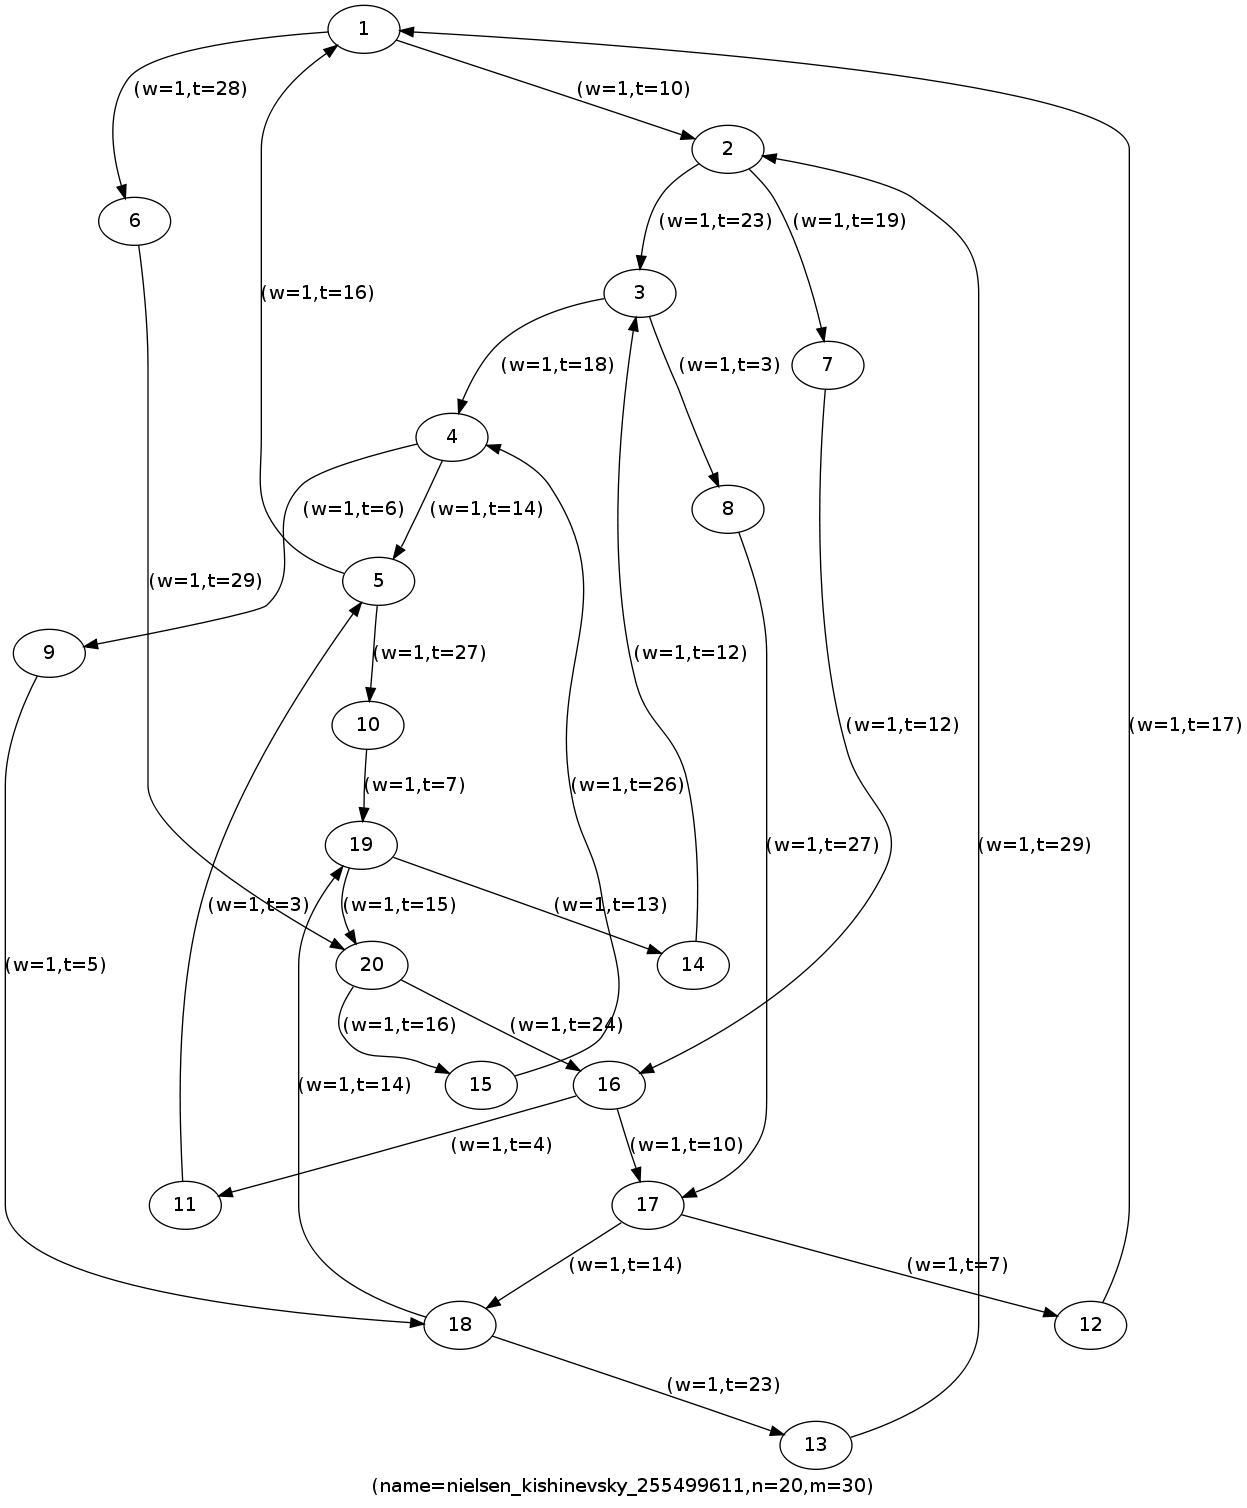 1
(w=1,t=28)
(w=1,t=10)
2
6
(w=1,t=23)
(w=1,t=19)
(w=1,t=16)
3
(w=1,t=18)
(w=1,t=3)
7
4
(w=1,t=6)
(w=1,t=14)
8
(w=1,t=29)
5
9
(w=1,t=27)
(w=1,t=12)
10
(w=1,t=12)
(w=1,t=17)
(w=1,t=7)
(w=1,t=26)
19
(w=1,t=27)
(w=1,t=29)
(w=1,t=3)
(w=1,t=15)
(w=1,t=13)
(w=1,t=5)
20
14
(w=1,t=16)
(w=1,t=24)
(w=1,t=14)
15
16
(w=1,t=4)
(w=1,t=10)
11
17
(w=1,t=14)
(w=1,t=7)
18
12
(w=1,t=23)
13
(name=nielsen_kishinevsky_255499611,n=20,m=30)